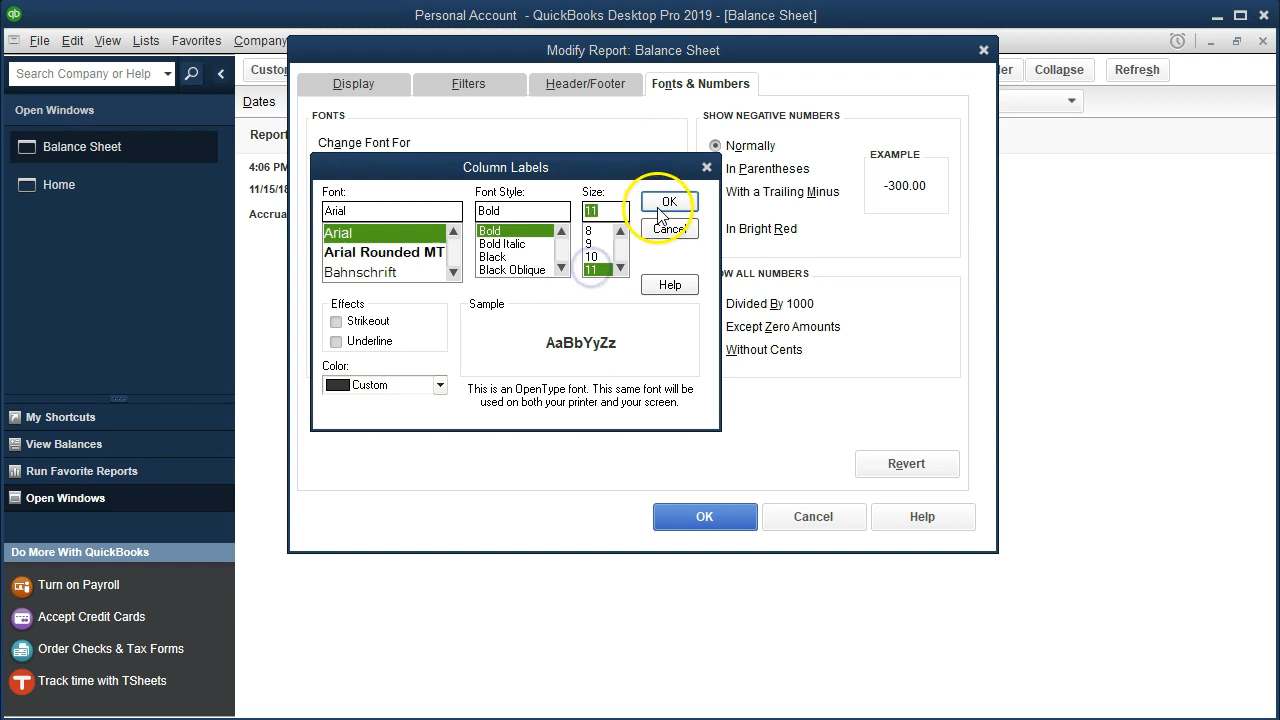 Personal Account - QuickBooks Desktop Pro 2019 - [Balance Sheet]
File Edit View Lists Favorites Company
Search Company or Help
Open Windows
Balance Sheet
Home
My Shortcuts
View Balances
Run Favorite Reports
Open Windows
Do More With QuickBooks
Turn on Payroll
Accept Credit Cards
Order Checks & Tax Forms
Track time with TSheets
Collapse
Refresh
Dates
Report
4:06 PM
11/15/18
Accrua
Modify Report: Balance Sheet
Display
Filters
Header/Footer
Fonts & Numbers
FONTS
Change Font For
SHOW NEGATIVE NUMBERS
Normally
In Parentheses
With a Trailing Minus
In Bright Red
EXAMPLE
-300.00
OW ALL NUMBERS
Divided By 1000
Except Zero Amounts
Without Cents
Revert
OK
Cancel
Help
Column Labels
Font:
Arial
Arial
Arial Rounded MT
Bahnschrift
Font Style:
Bold
Bold
Bold Italic
Black
Black Oblique
Size:
11
8
9
10
11
OK
Cancel
Help
Effects
Strikeout
Underline
Color:
Custom
Sample
AaBbYyZz
This is an OpenType font. This same font will be
used on both your printer and your screen.